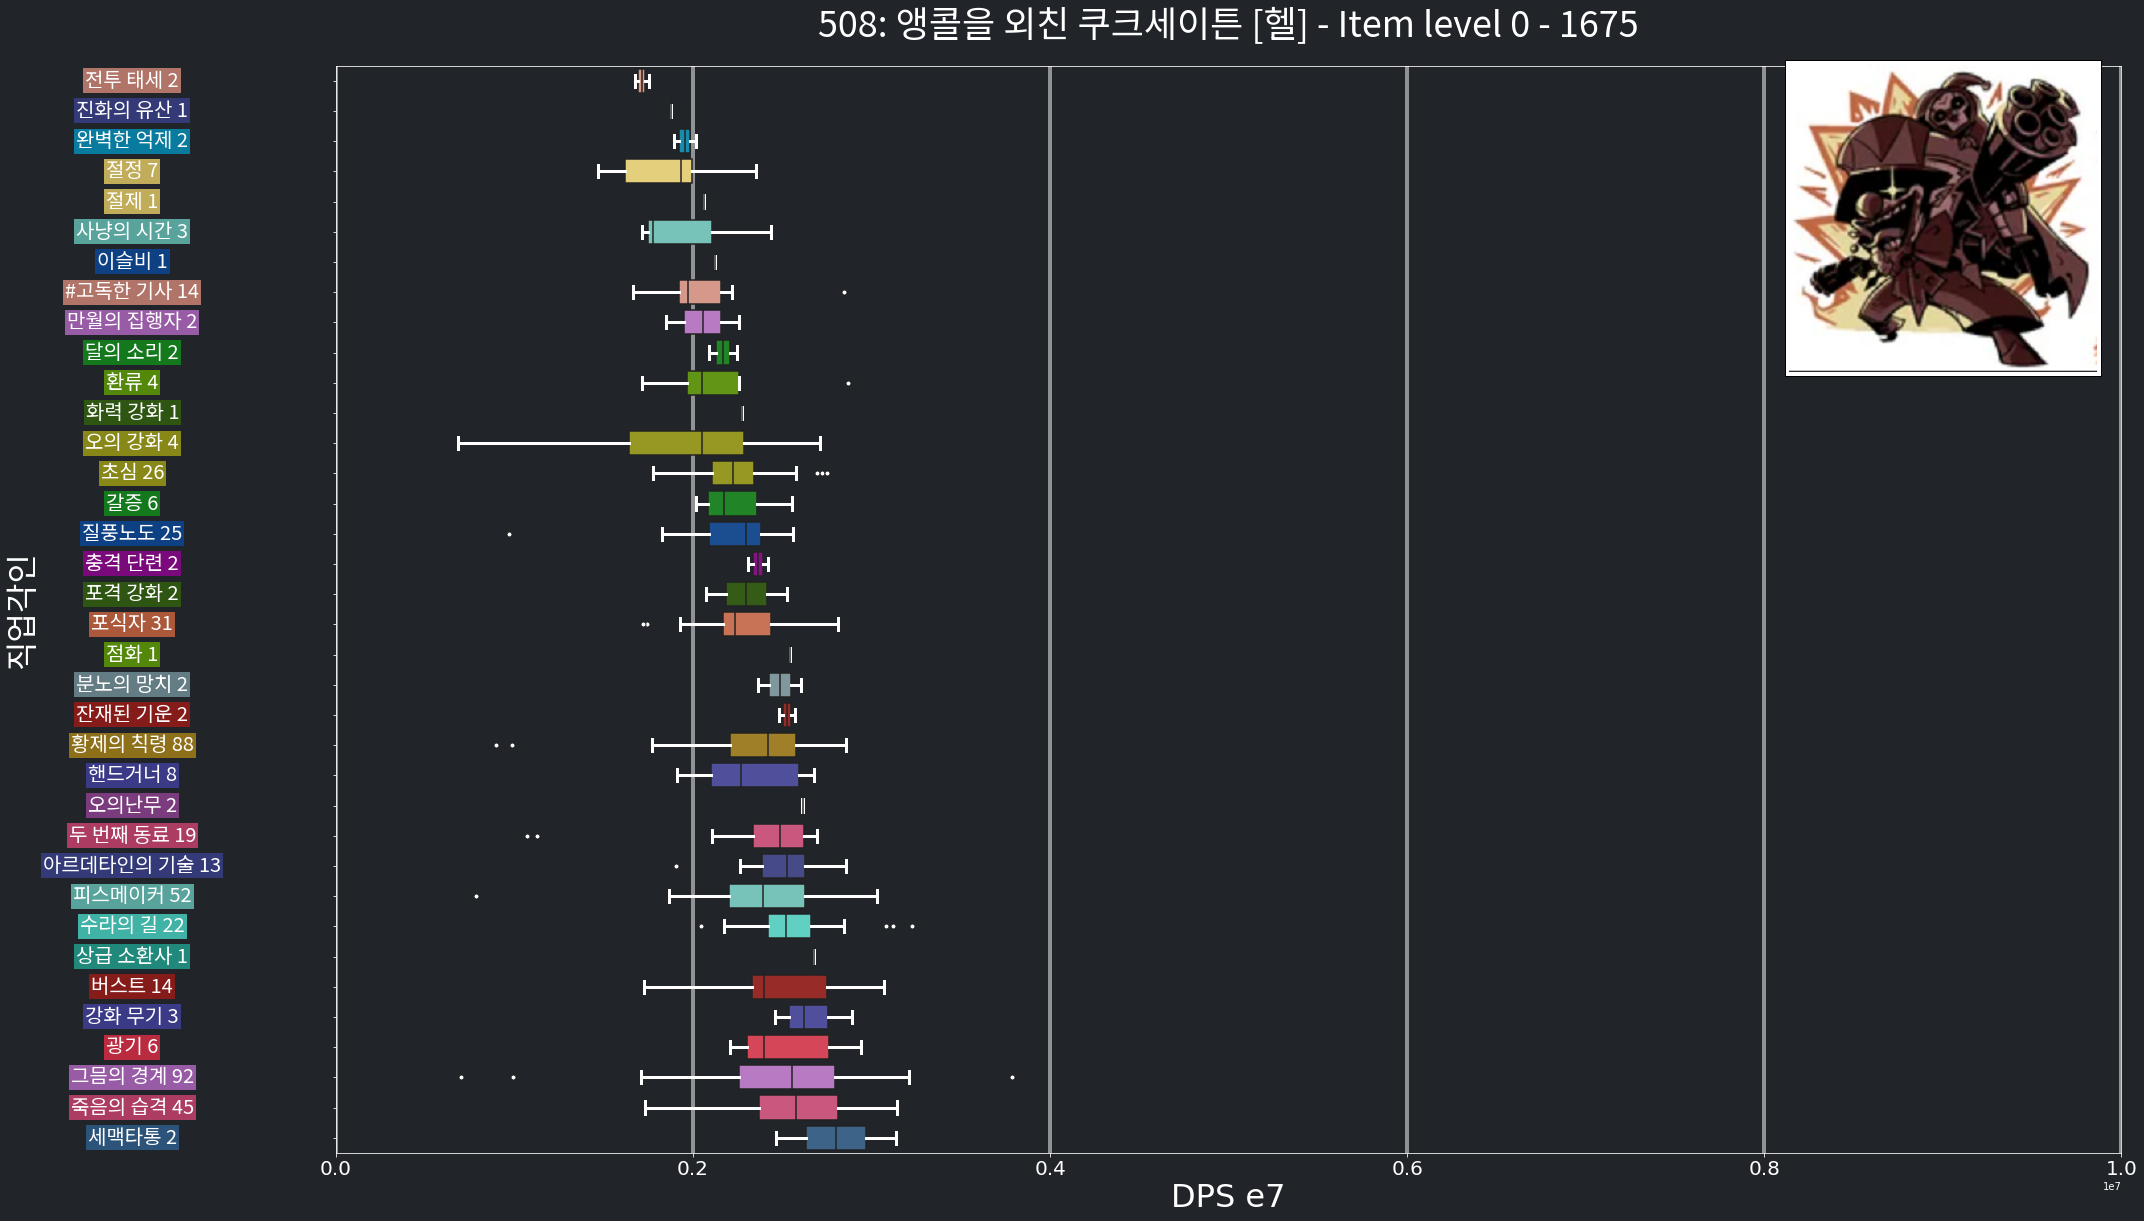 508: 앵콜을 외친 쿠크세이튼 [헬] - Item level 0 - 1675
전투 태세 2
진화의 유산 1
완벽한 억제 2
절정 7
절제 1
사냥의 시간 3
이슬비 1
#고독한 기사 14
만월의 집행자 2
달의 소리 2
환류 4
화력 강화 1
오의 강화 4
초심 26
갈증 6
질풍노도 25
충격 단련 2
포격 강화 2
포식자 31
점화 1
분노의 망치 2
잔재된 기운 2
황제의 칙령 88
핸드거너 8
오의난무 2
두 번째 동료 19
아르데타인의 기술 13
피스메이커 52
수라의 길 22
상급 소환사 1
버스트 14
강화 무기 3
광기 6
그믐의 경계 92
죽음의 습격 45
세맥타통 2
직업각인
0.0 0.2 0.4 0.6 0.8 1.0
1e7
DPS e7